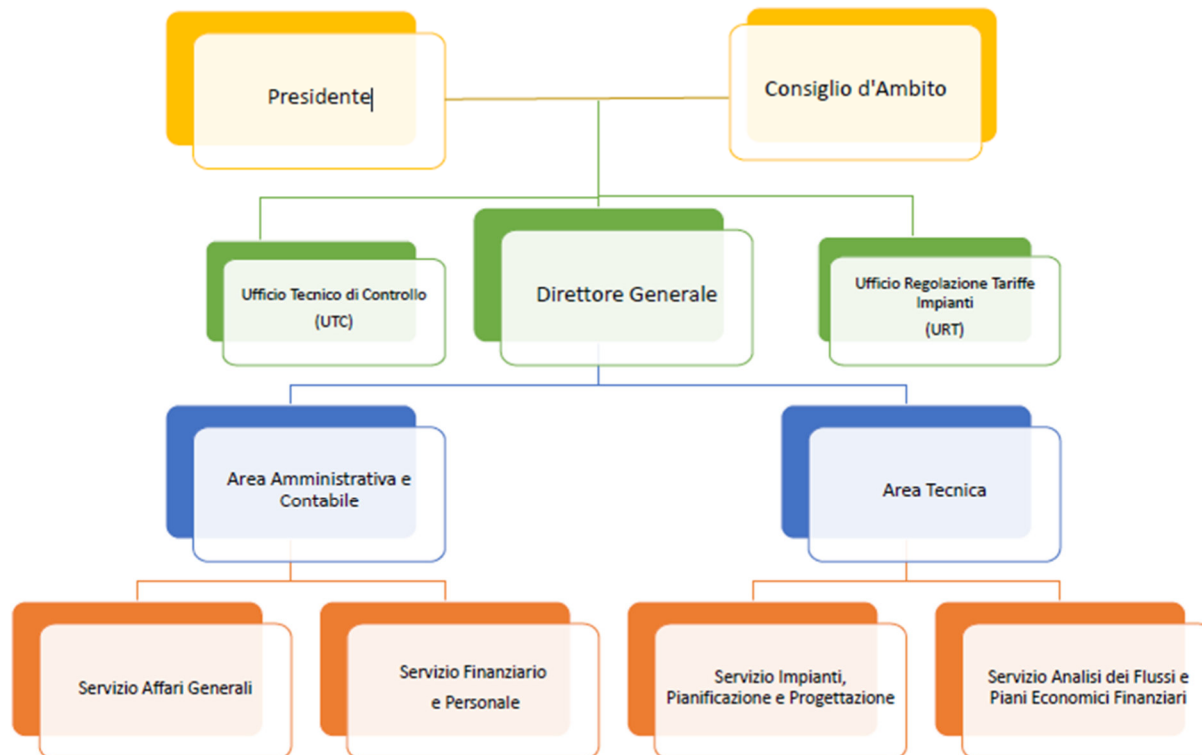 Presidente
Consiglio d'Ambito
Ufficio Tecnico di Controllo
(UTC)
Direttore Generale
Ufficio Regolazione Tariffe
Impianti
(URT)
Area Amministrativa e
Contabile
Area Tecnica
Servizio Affari Generali
Servizio Finanziario
e Personale
Servizio Impianti,
Pianificazione e Progettazione
Servizio Analisi dei Flussi e
Piani Economici Finanziari